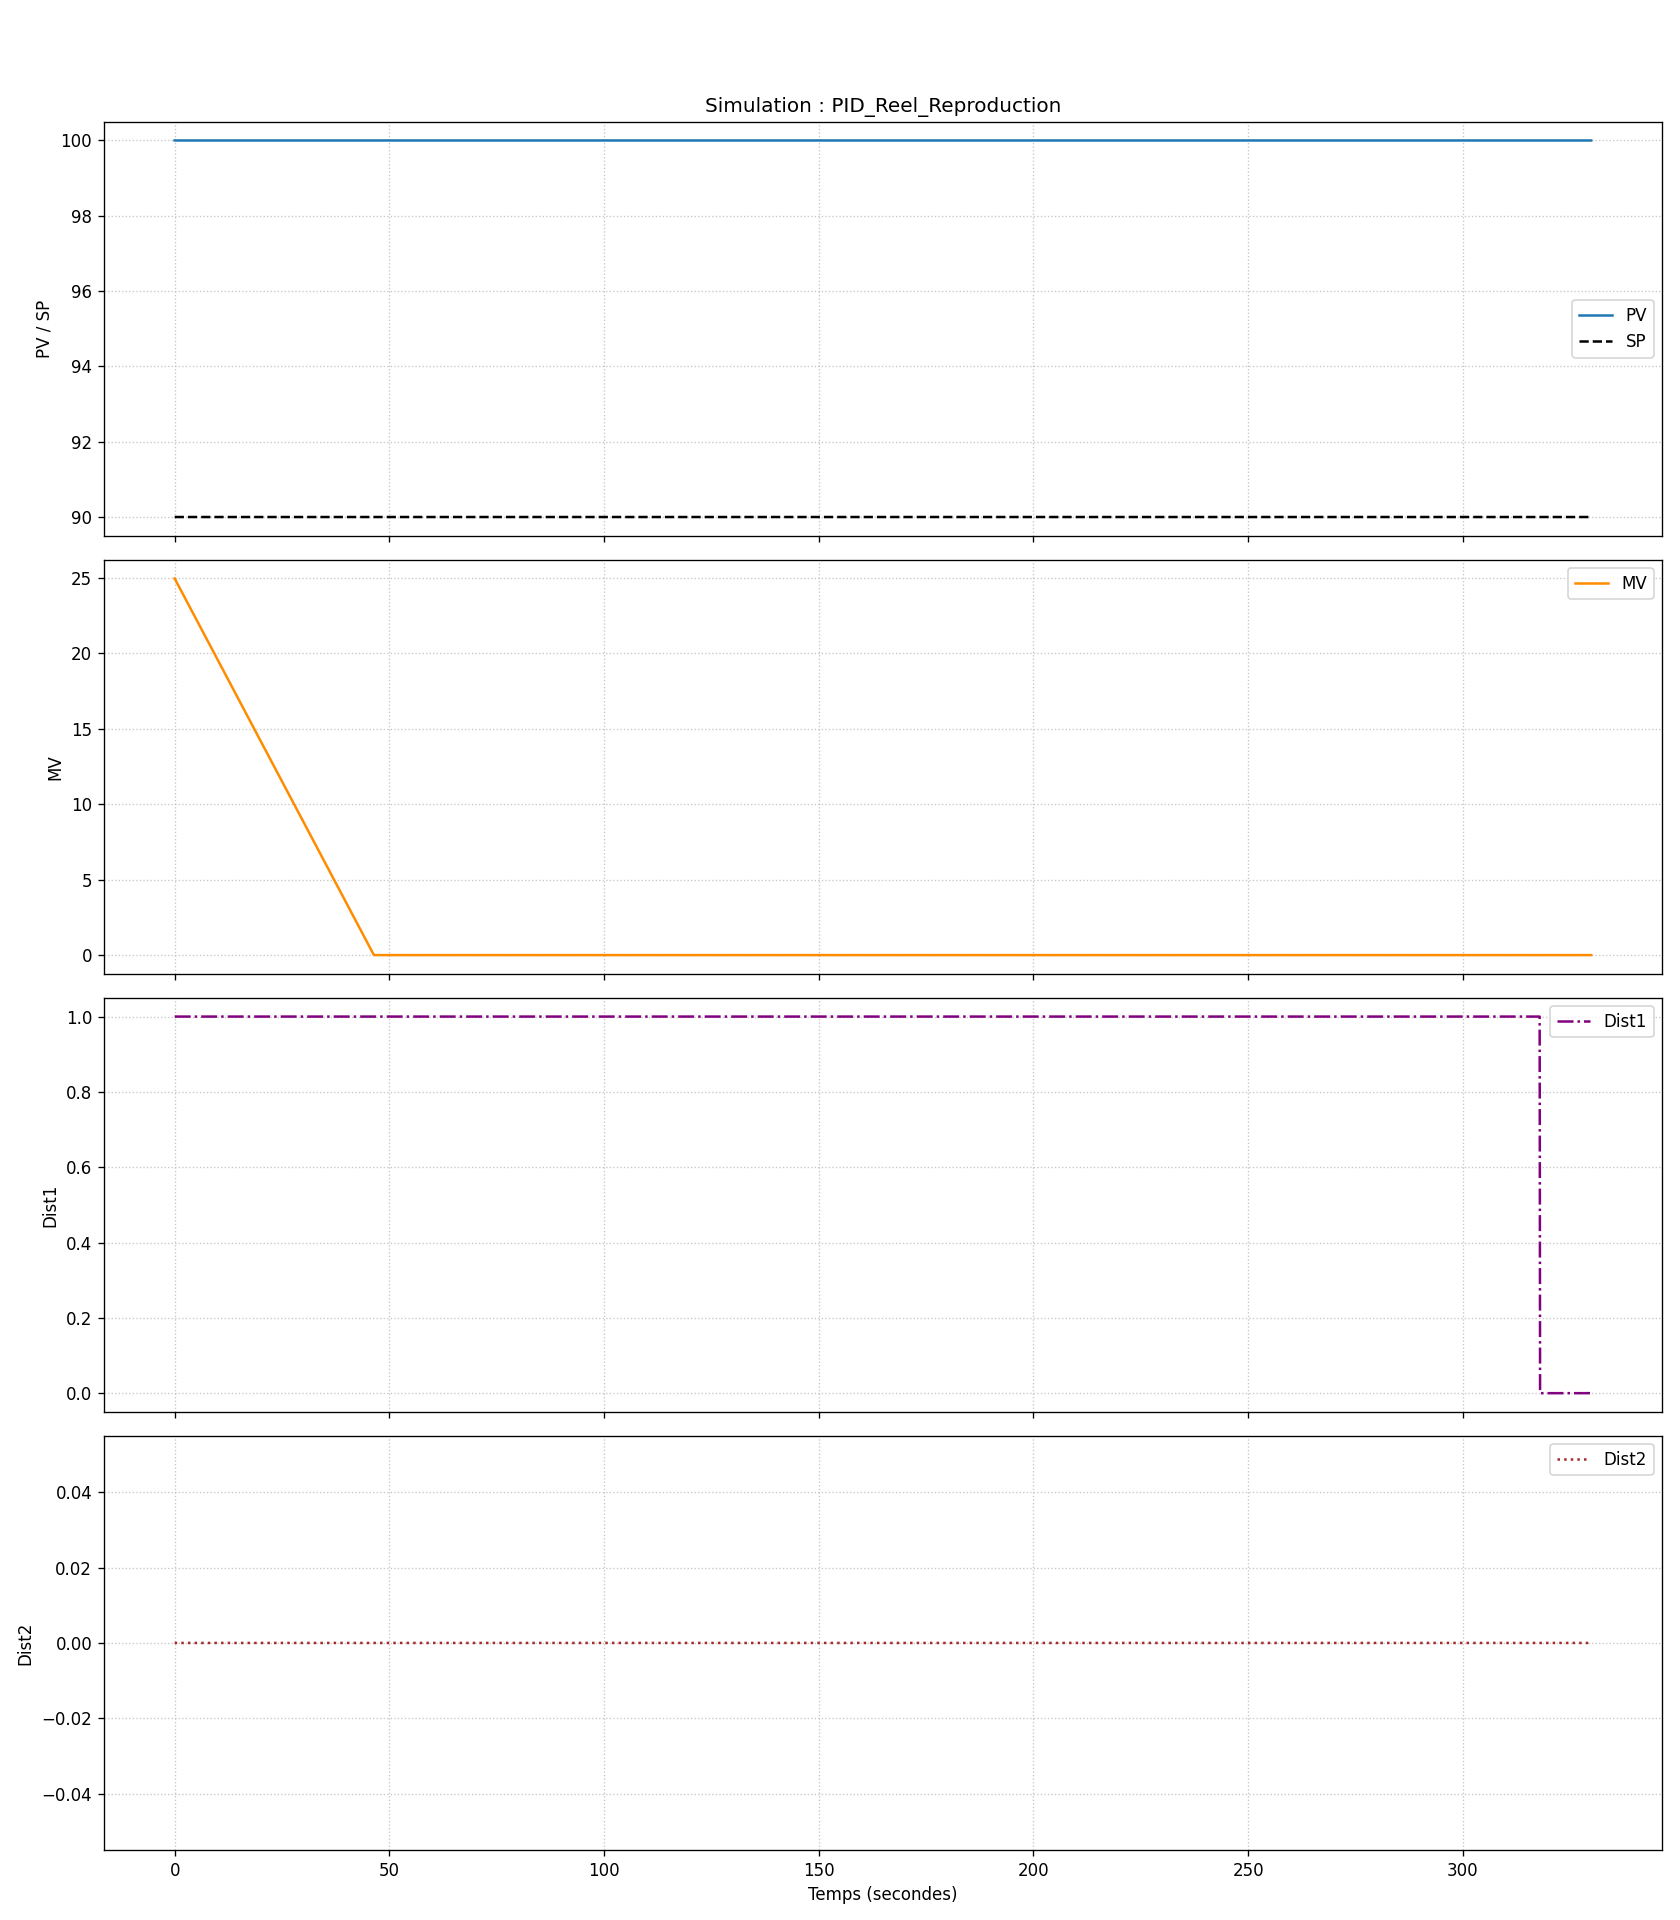 Simulation : PID_Reel_Reproduction
100
98
96
94
92
90
PV / SP
PV
SP
25
20
15
10
5
0
MV
MV
1.0
0.8
0.6
0.4
0.2
0.0
Dist1
Dist1
0.04
0.02
0.00
−0.02
−0.04
Dist2
Dist2
0 50 100 150 200 250 300
Temps (secondes)